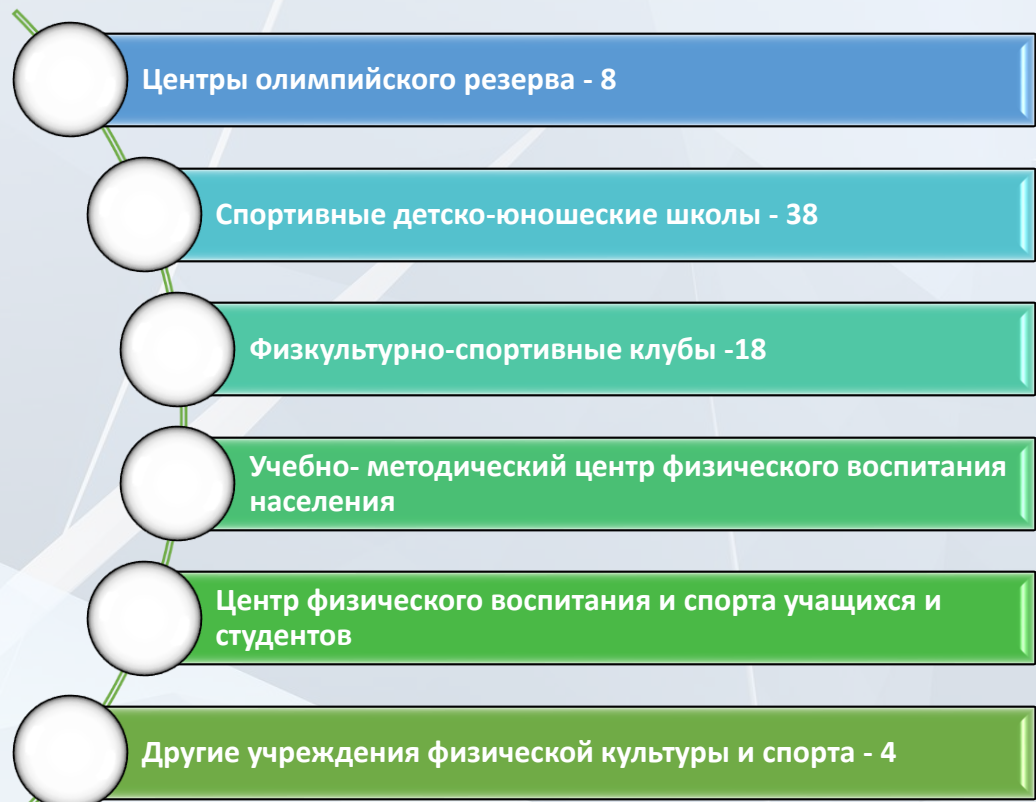 Центры олимпийского резерва - 8
Спортивные детско-юношеские школы - 38
Физкультурно-спортивные клубы -18
Учебно- методический центр физического воспитания
населения
Центр физического воспитания и спорта учащихся и
студентов
Другие учреждения физической культуры и спорта - 4